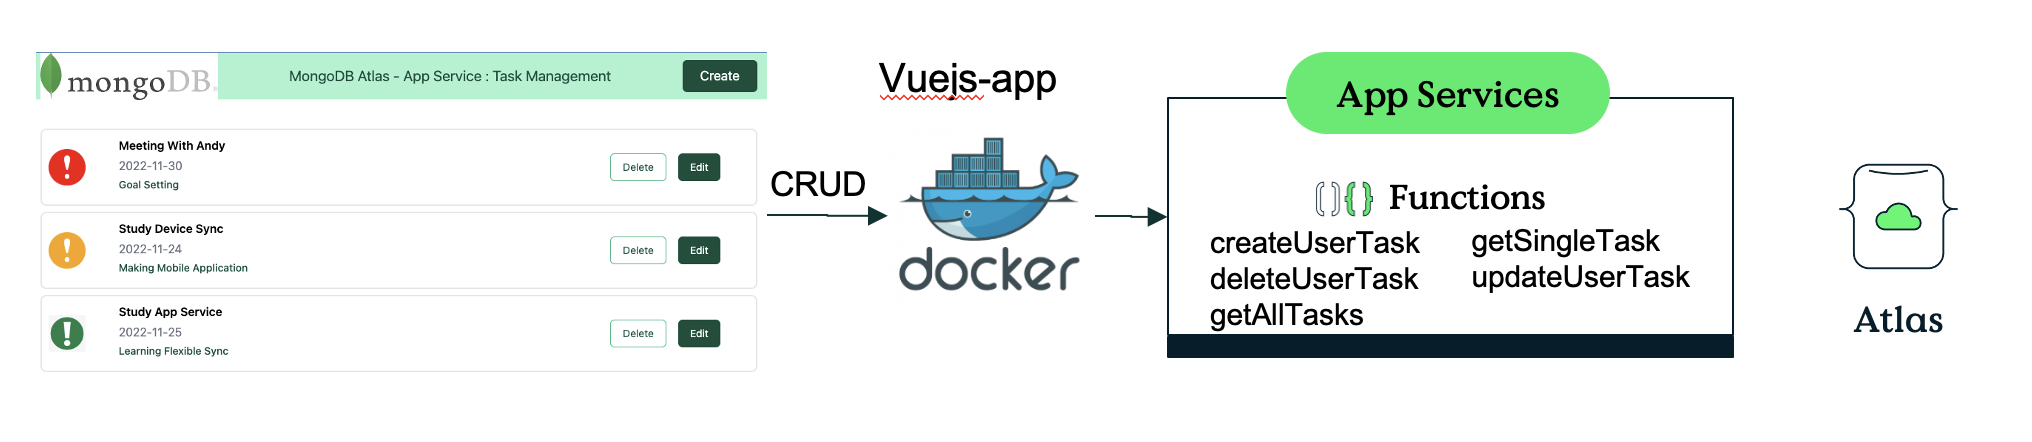 mongoDB.
MongoDB Atlas - App Service : Task Management
Create
Meeting With Andy
2022-11-30
Goal Setting
Delete
Edit
Study Device Sync
2022-11-24
Making Mobile Application
Delete
Edit
Study App Service
2022-11-25
Learning Flexible Sync
Delete
Edit
CRUD
Vuejs-app
docker
App Services
Functions
createUserTask
deleteUserTask
getAllTasks
getSingleTask
updateUserTask
Atlas